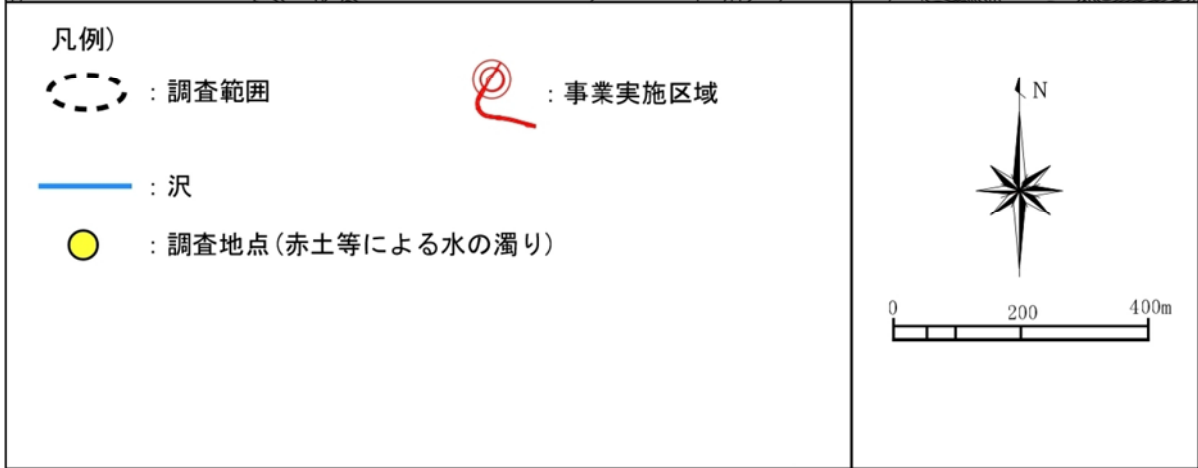 凡例)
：調査範囲
：事業実施区域
：沢
：調査地点(赤土等による水の濁り)
N
0 200 400m